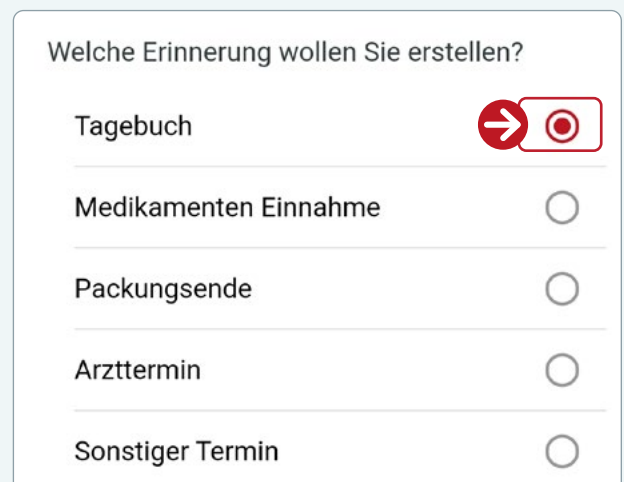 Welche Erinnerung wollen Sie erstellen?
Tagebuch
Medikamenten Einnahme
Packungsende
Arzttermin
Sonstiger Termin